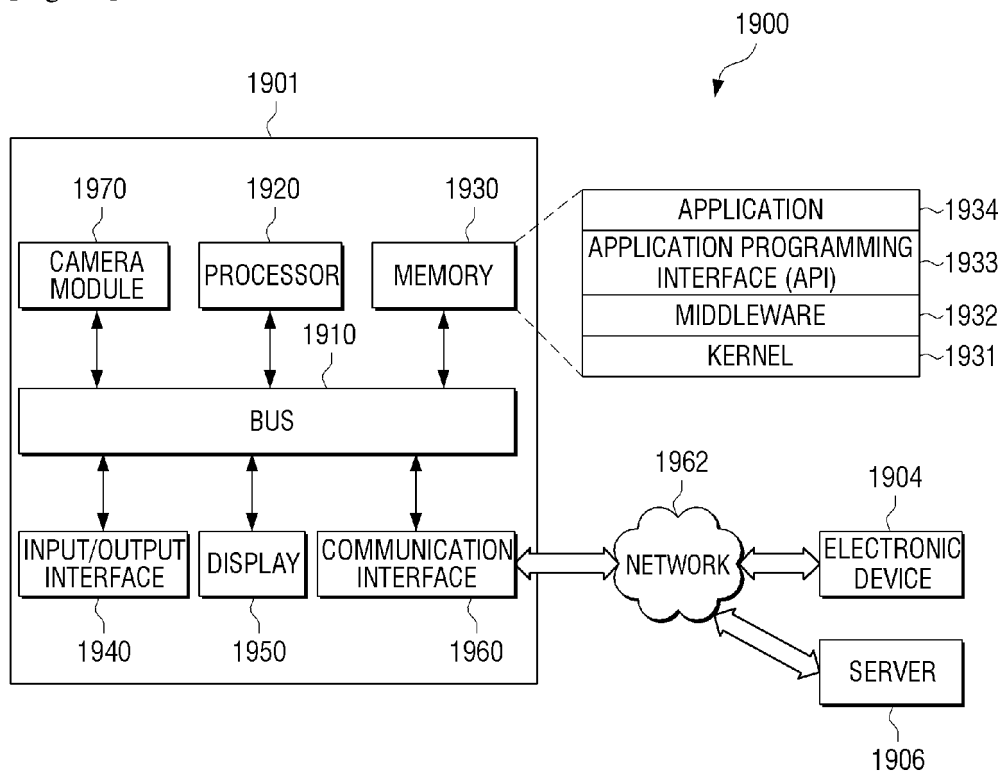 1900
1901
1970
1920
1930
CAMERA
MODULE
PROCESSOR
MEMORY
APPLICATION
1934
APPLICATION PROGRAMMING
INTERFACE (API)
1933
MIDDLEWARE
1932
KERNEL
1931
1910
BUS
INPUT/OUTPUT
INTERFACE
DISPLAY
COMMUNICATION
INTERFACE
1940
1950
1960
1962
NETWORK
1904
ELECTRONIC
DEVICE
SERVER
1906